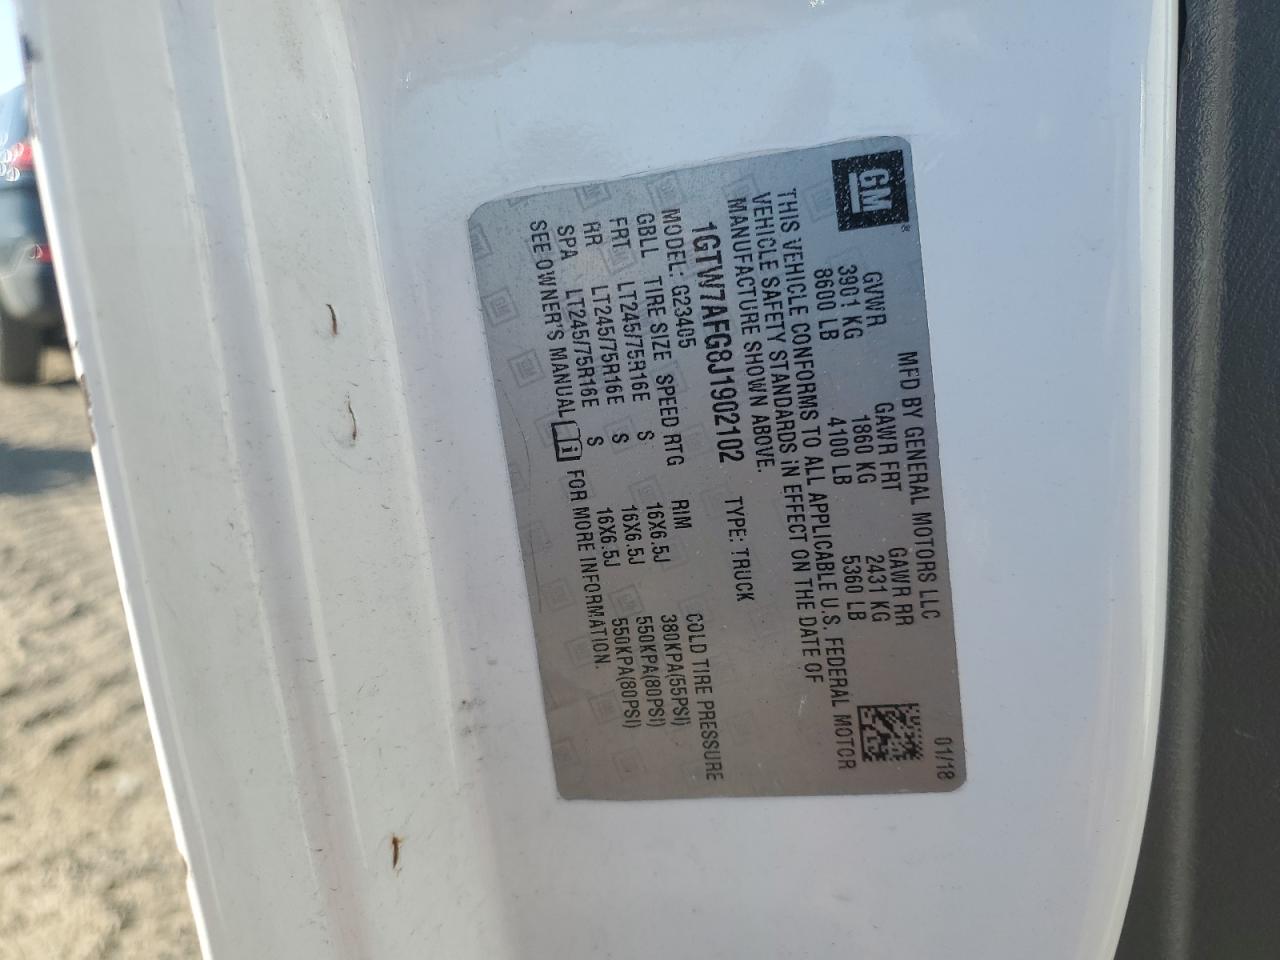 GM
MFD BY GENERAL MOTORS LLC 01/18
GVWR GAWR FRT GAWR RR
3901 KG 1860 KG 2431 KG
8600 LB 4100 LB 5360 LB
THIS VEHICLE CONFORMS TO ALL APPLICABLE U.S. FEDERAL MOTOR
VEHICLE SAFETY STANDARDS IN EFFECT ON THE DATE OF
MANUFACTURE SHOWN ABOVE.
1GTW7AFG8J1902102 TYPE: TRUCK
MODEL: G23405
GBLL TIRE SIZE SPEED RTG RIM COLD TIRE PRESSURE
FRT LT245/75R16E S 16X6.5J 380KPA(55PSI)
RR LT245/75R16E S 16X6.5J 550KPA(80PSI)
SPA LT245/75R16E S 16X6.5J 550KPA(80PSI)
SEE OWNER'S MANUAL i FOR MORE INFORMATION.